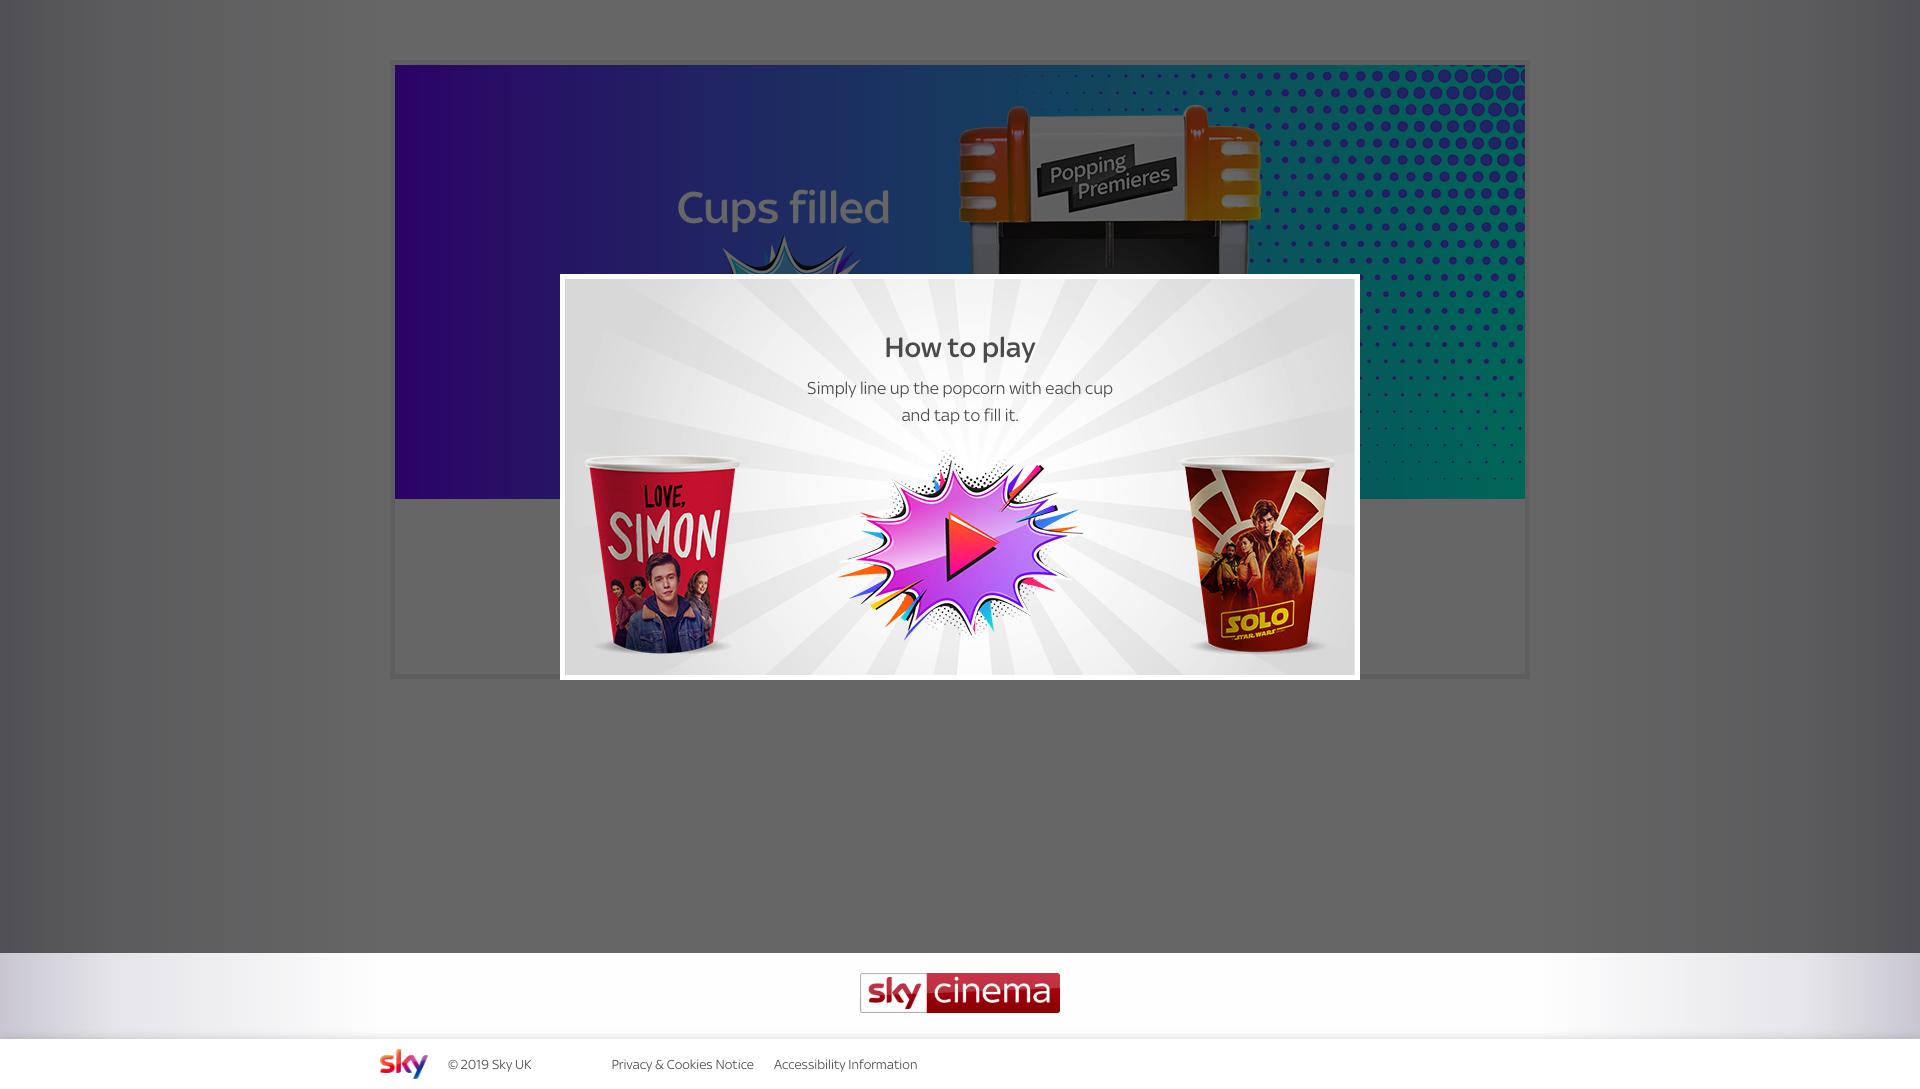 Popping
Premieres
Cups filled
How to play
Simply line up the popcorn with each cup
and tap to fill it.
LOVE,
SIMON
SOLO
STAR WARS
sky cinema
sky
© 2019 Sky UK
Privacy & Cookies Notice
Accessibility Information